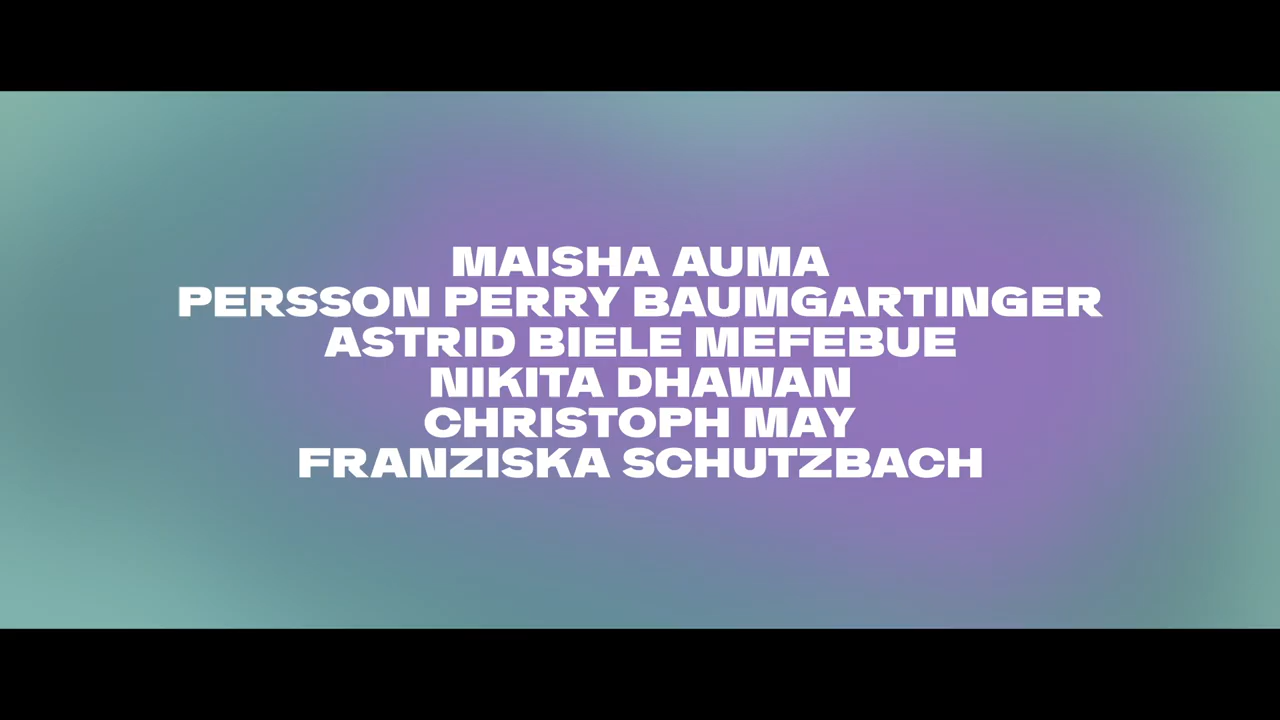 MAISHA AUMA
PERSSON PERRY BAUMGARTINGER
ASTRID BIELE MEFEBUE
NIKITA DHAWAN
CHRISTOPH MAY
FRANZISKA SCHUTZBACH